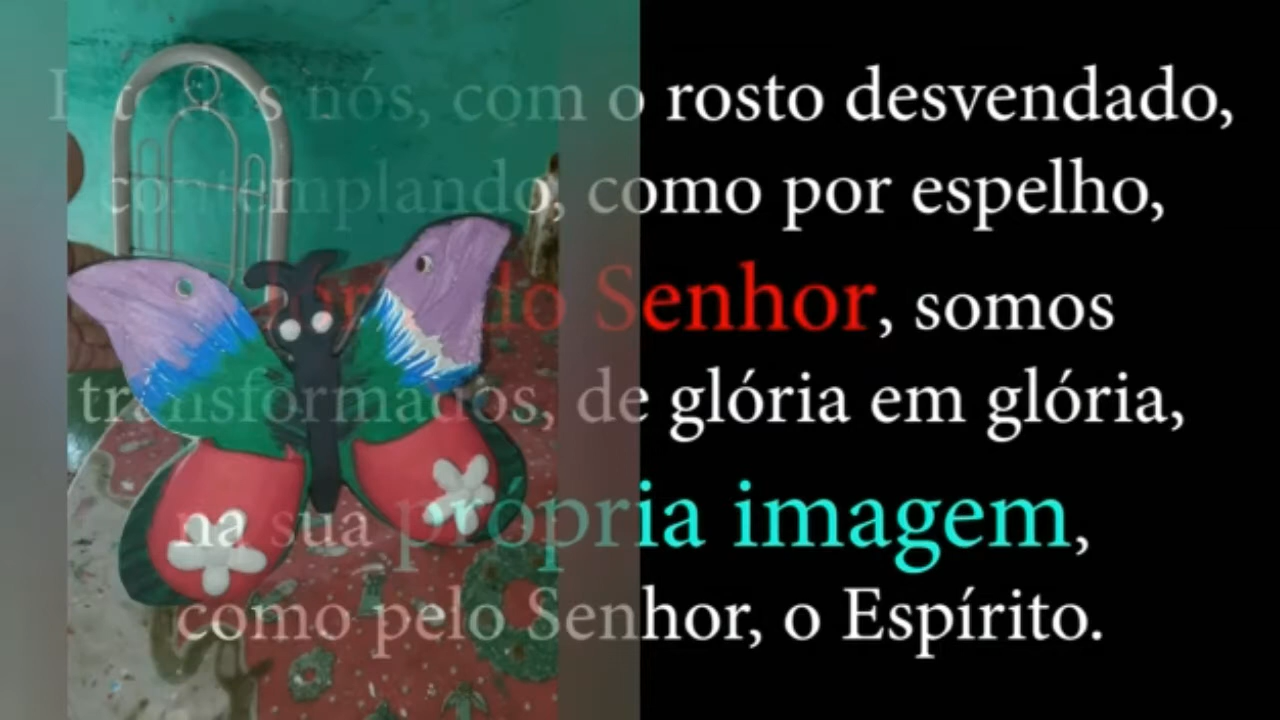 nós, com o rosto desvendado,
contemplando, como por espelho,
do Senhor, somos
transformados, de glória em glória,
na sua propria imagem,
como pelo Senhor, o Espírito.